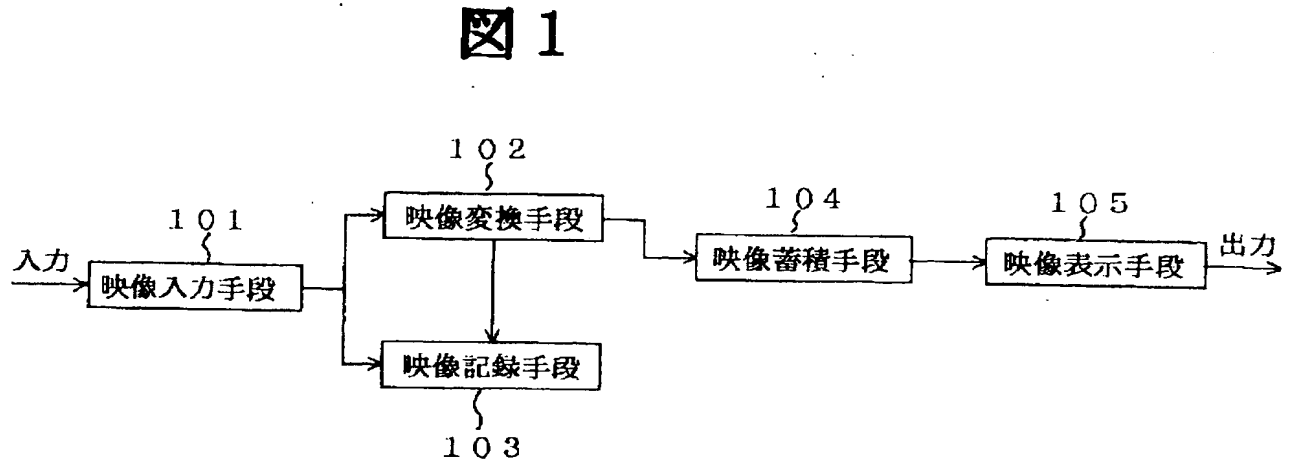 図1
102
映像変換手段
101
入力
映像入力手段
104
映像蓄積手段
105
映像表示手段
出力
映像記録手段
103